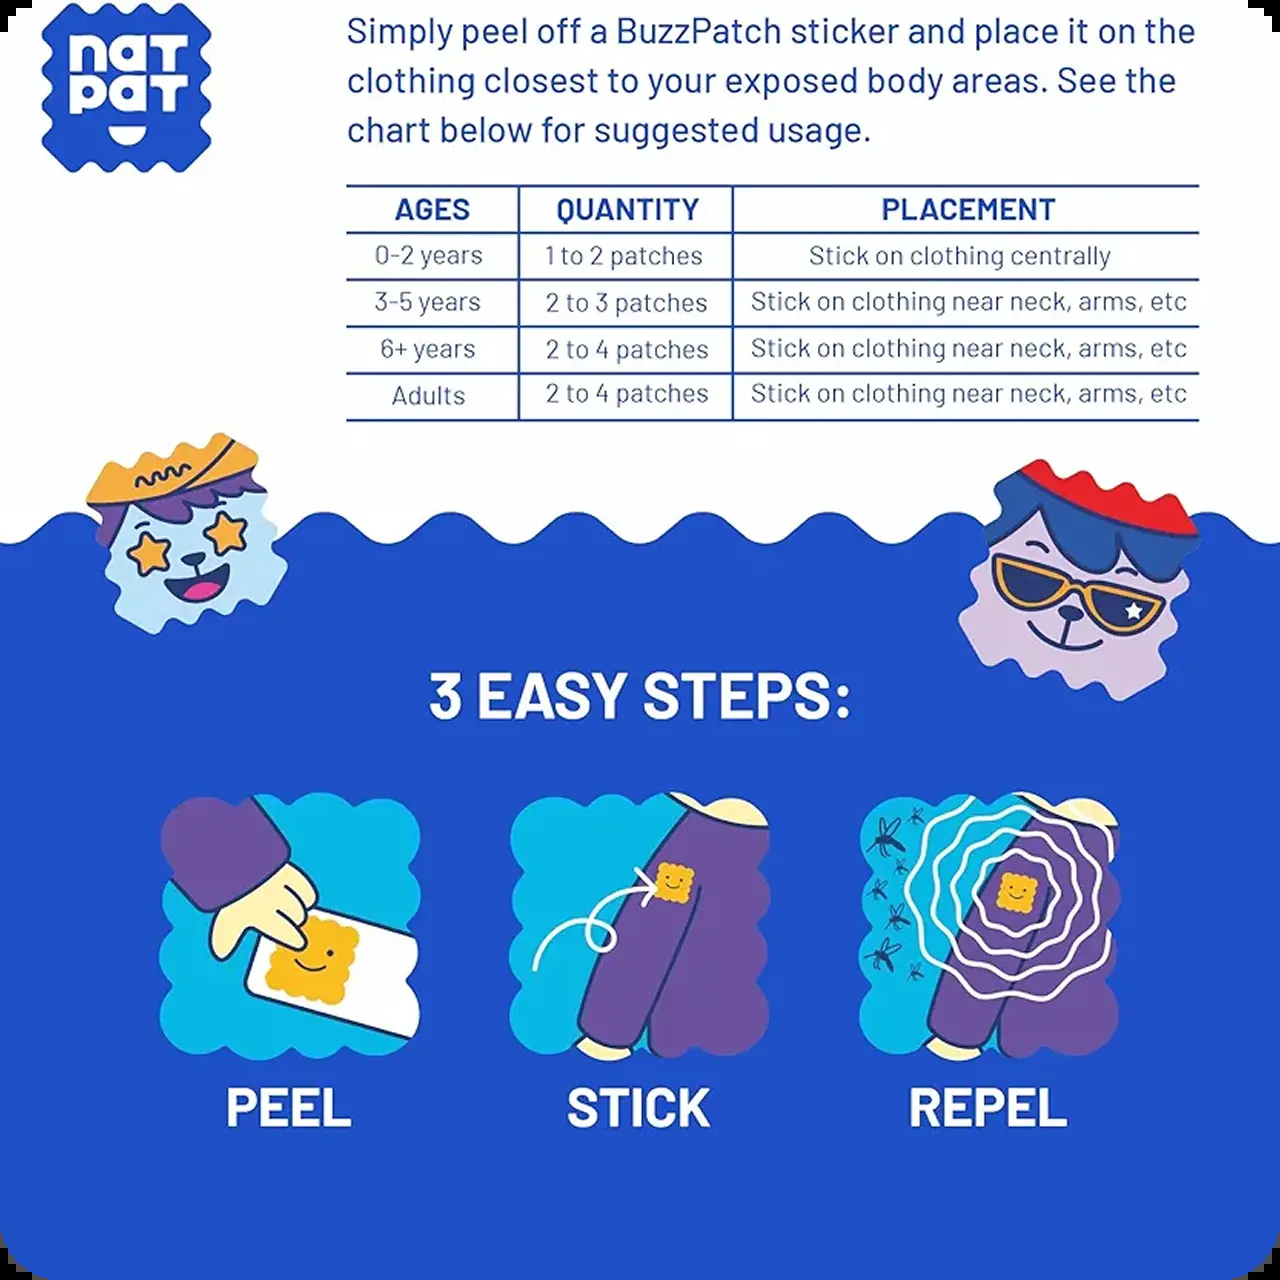 nat
pat
Simply peel off a BuzzPatch sticker and place it on the
clothing closest to your exposed body areas. See the
chart below for suggested usage.
AGES QUANTITY PLACEMENT
0-2 years 1 to 2 patches Stick on clothing centrally
3-5 years 2 to 3 patches Stick on clothing near neck, arms, etc
6+ years 2 to 4 patches Stick on clothing near neck, arms, etc
Adults 2 to 4 patches Stick on clothing near neck, arms, etc
3 EASY STEPS:
PEEL STICK REPEL